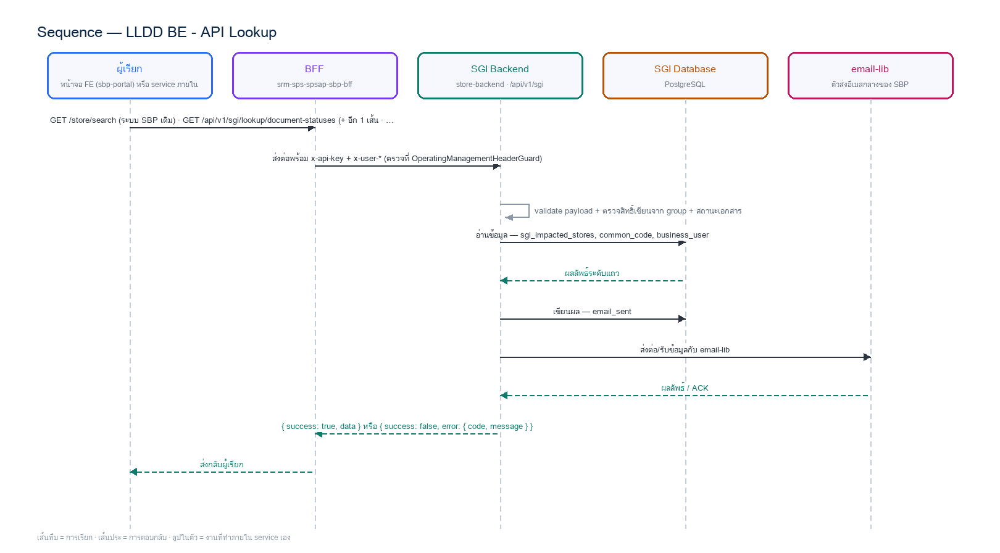 Sequence — LLDD BE - API Lookup
ผู้เรียก
หน้าจอ FE (sbp-portal) หรือ service ภายใน
BFF
srm-sps-spsap-sbp-bff
SGI Backend
store-backend · /api/v1/sgi
SGI Database
PostgreSQL
email-lib
ตัวส่งอีเมลกลางของ SBP
GET /store/search (ระบบ SBP เดิม) · GET /api/v1/sgi/lookup/document-statuses (+ อีก 1 เส้น · …
ส่งต่อพร้อม x-api-key + x-user-* (ตรวจที่ OperatingManagementHeaderGuard)
validate payload + ตรวจสิทธิ์เขียนจาก group + สถานะเอกสาร
อ่านข้อมูล — sgi_impacted_stores, common_code, business_user
ผลลัพธ์ระดับแถว
เขียนผล — email_sent
ส่งต่อ/รับข้อมูลกับ email-lib
ผลลัพธ์ / ACK
{ success: true, data } หรือ { success: false, error: { code, message } }
ส่งกลับผู้เรียก
เส้นทึบ = การเรียก · เส้นประ = การตอบกลับ · ลูปในตัว = งานที่ทำภายใน service เอง